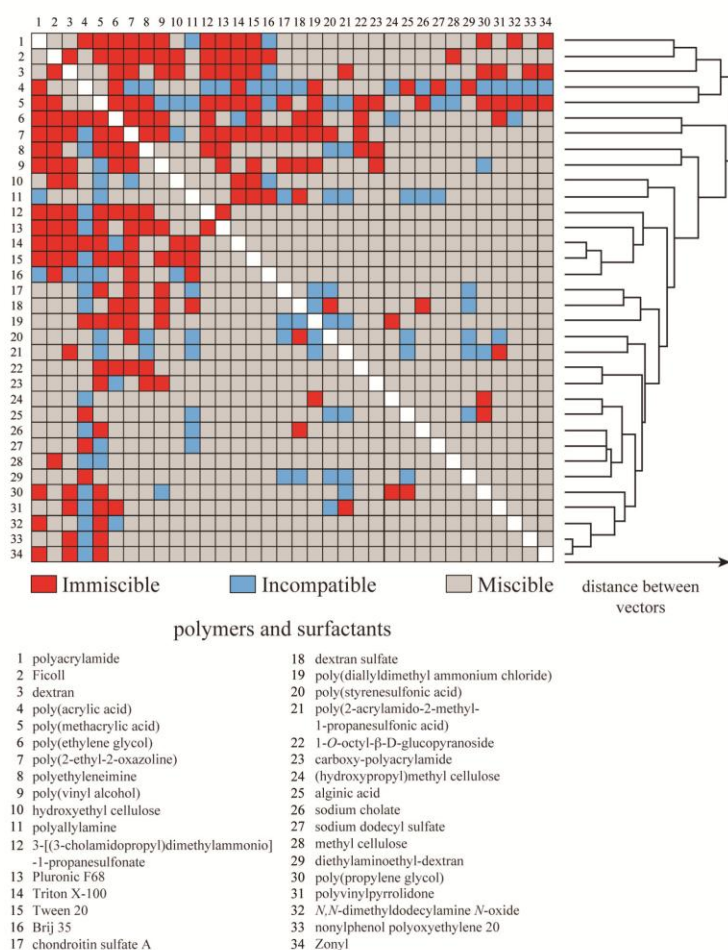 1 2 3 4 5 6 7 8 9 10 11 12 13 14 15 16 17 18 19 20 21 22 23 24 25 26 27 28 29 30 31 32 33 34
1
2
3
4
5
6
7
8
9
10
11
12
13
14
15
16
17
18
19
20
21
22
23
24
25
26
27
28
29
30
31
32
33
34
Immiscible Incompatible Miscible
distance between
vectors
polymers and surfactants
1 polyacrylamide
2 Ficoll
3 dextran
4 poly(acrylic acid)
5 poly(methacrylic acid)
6 poly(ethylene glycol)
7 poly(2-ethyl-2-oxazoline)
8 polyethyleneimine
9 poly(vinyl alcohol)
10 hydroxyethyl cellulose
11 polyallylamine
12 3-[(3-cholamidopropyl)dimethylammonio]
-1-propanesulfonate
13 Pluronic F68
14 Triton X-100
15 Tween 20
16 Brij 35
17 chondroitin sulfate A
18 dextran sulfate
19 poly(diallyldimethyl ammonium chloride)
20 poly(styrenesulfonic acid)
21 poly(2-acrylamido-2-methyl-
1-propanesulfonic acid)
22 1-O-octyl-β-D-glucopyranoside
23 carboxy-polyacrylamide
24 (hydroxypropyl)methyl cellulose
25 alginic acid
26 sodium cholate
27 sodium dodecyl sulfate
28 methyl cellulose
29 diethylaminoethyl-dextran
30 poly(propylene glycol)
31 polyvinylpyrrolidone
32 N,N-dimethyldodecylamine N-oxide
33 nonylphenol polyoxyethylene 20
34 Zonyl